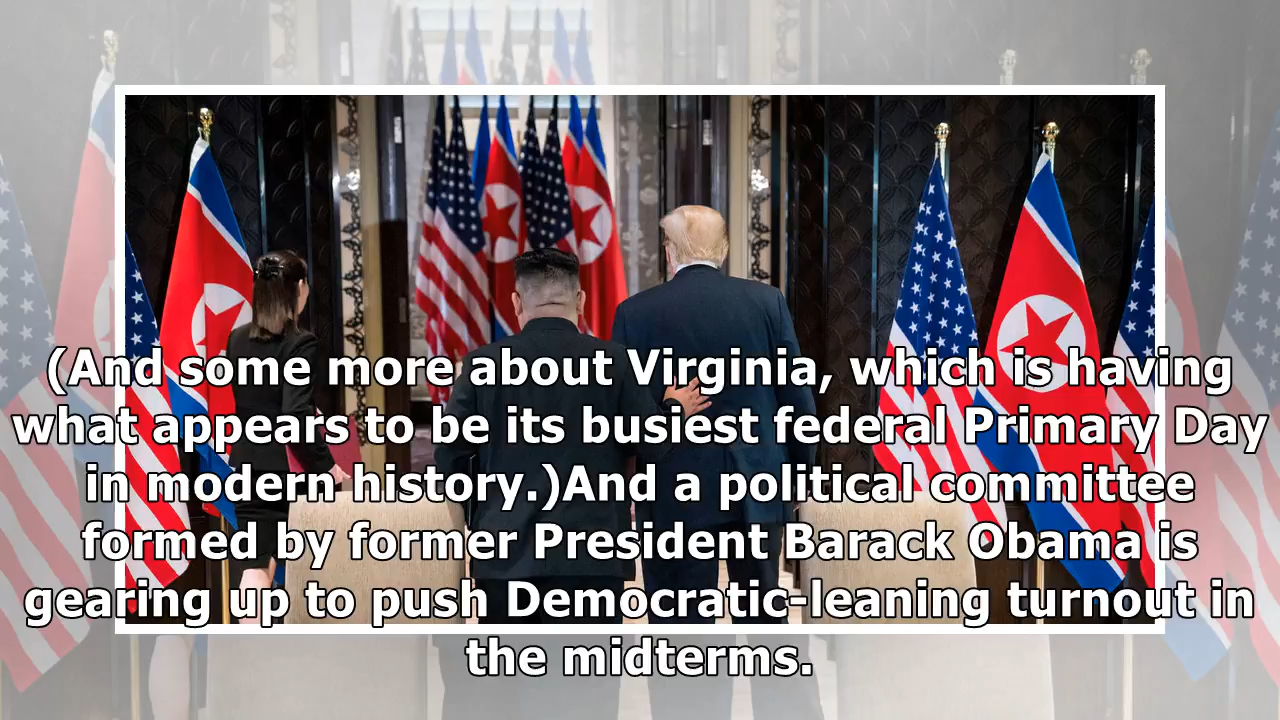 (And some more about Virginia, which is having
what appears to be its busiest federal Primary Day
in modern history.)And a political committee
formed by former President Barack Obama is
gearing up to push Democratic-leaning turnout in
the midterms.